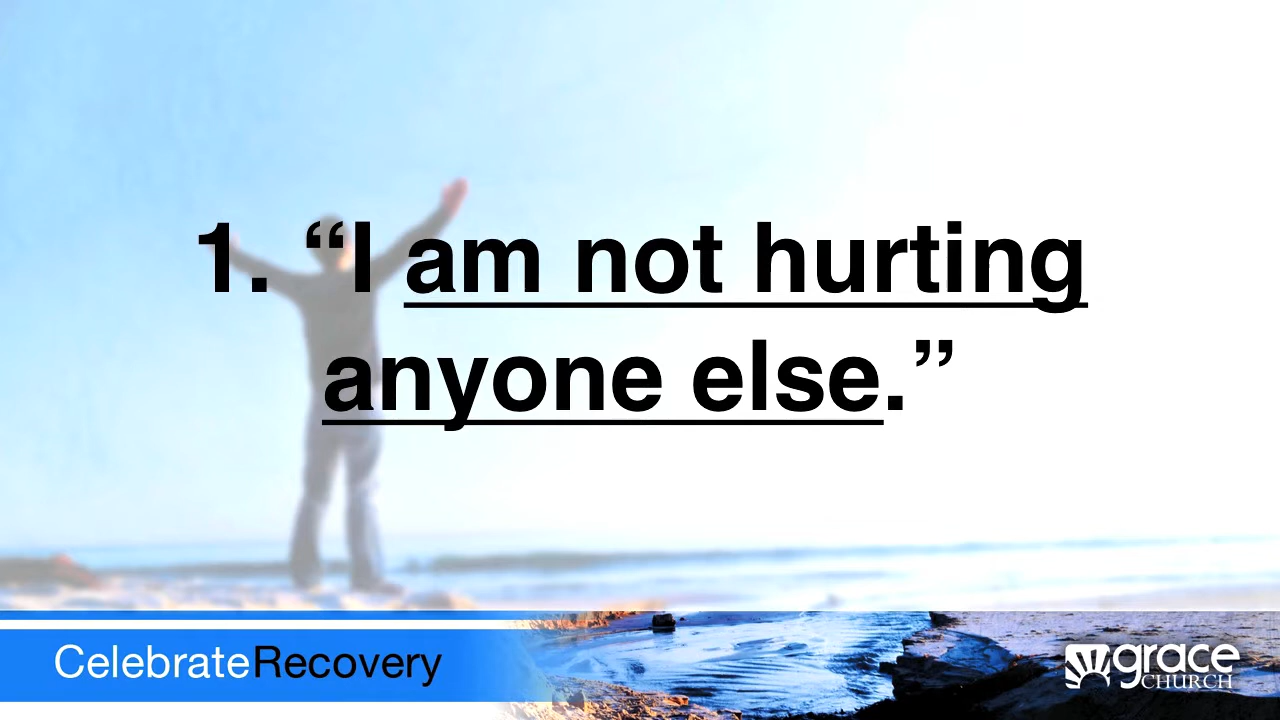 1. “I am not hurting
anyone else.”
CelebrateRecovery
grace
CHURCH